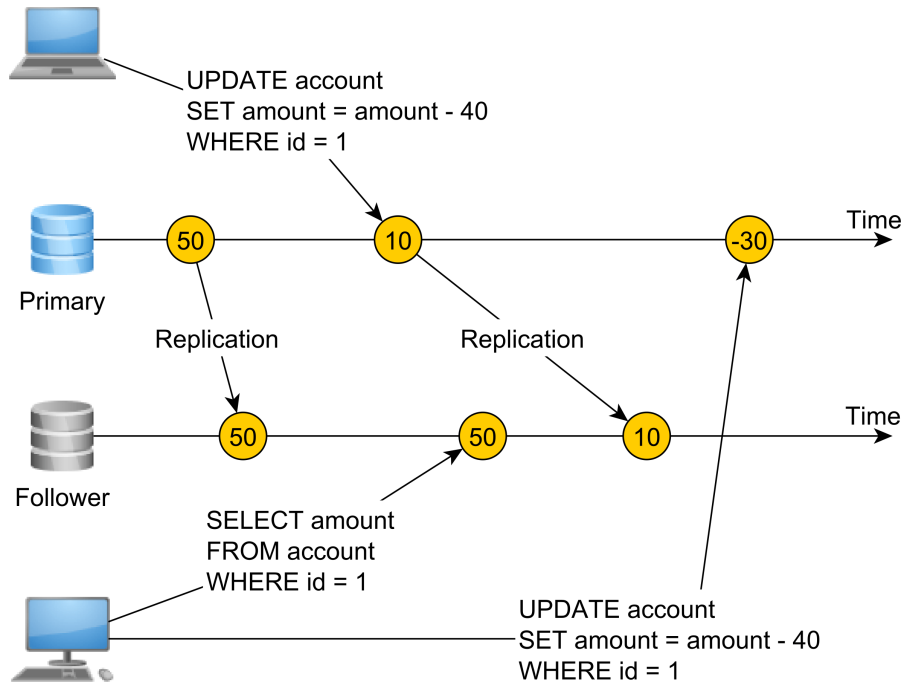 UPDATE account
SET amount = amount - 40
WHERE id = 1
50
10
-30
Time
Primary
Replication
Replication
50
50
10
Time
Follower
SELECT amount
FROM account
WHERE id = 1
UPDATE account
SET amount = amount - 40
WHERE id = 1